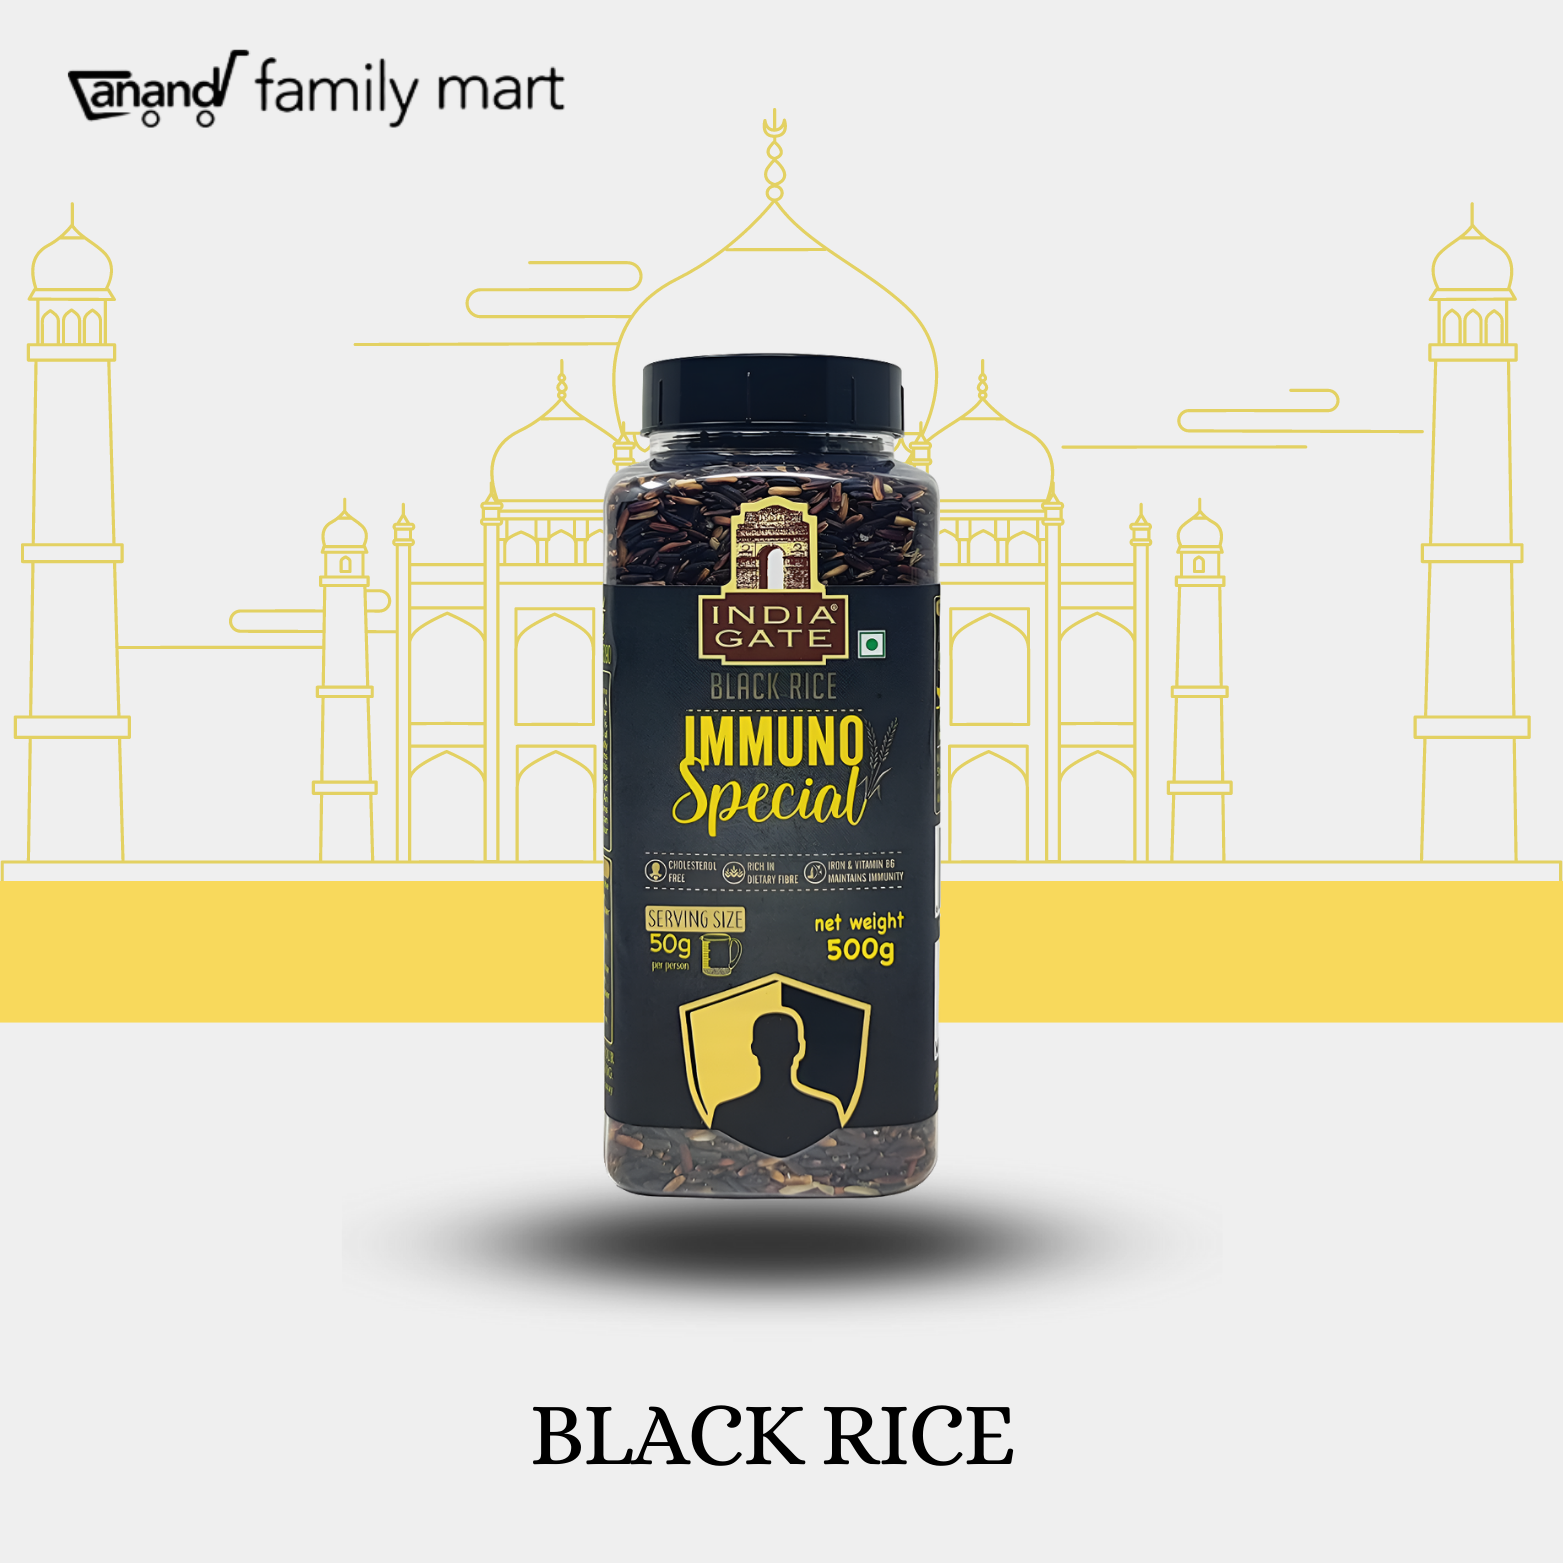 anand family mart
INDIA
GATE
BLACK RICE
IMMUNO
Special
CHOLESTEROL
FREE
RICH IN
DIETARY FIBRE
IRON & VITAMIN B6
MAINTAINS IMMUNITY
SERVING SIZE
50g
per person
net weight
500g
BLACK RICE